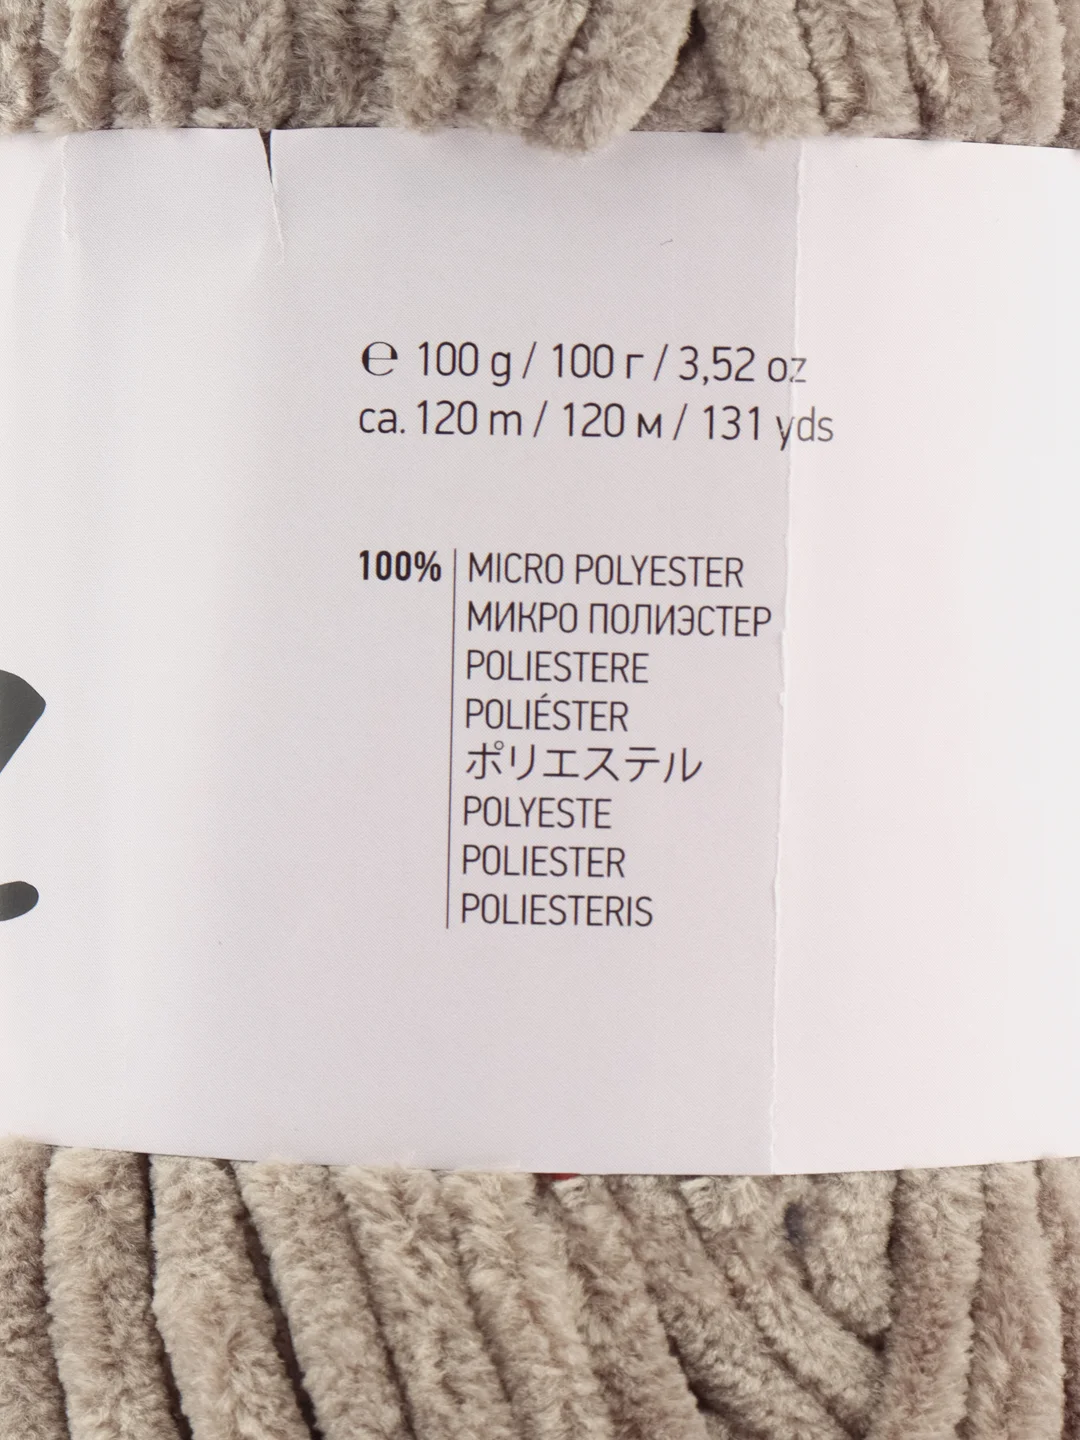 ℮ 100 g / 100 г / 3,52 oz
ca. 120 m / 120 м / 131 yds
100% MICRO POLYESTER
МИКРО ПОЛИЭСТЕР
POLIESTERE
POLIÉSTER
ポリエステル
POLYESTE
POLIESTER
POLIESTERIS